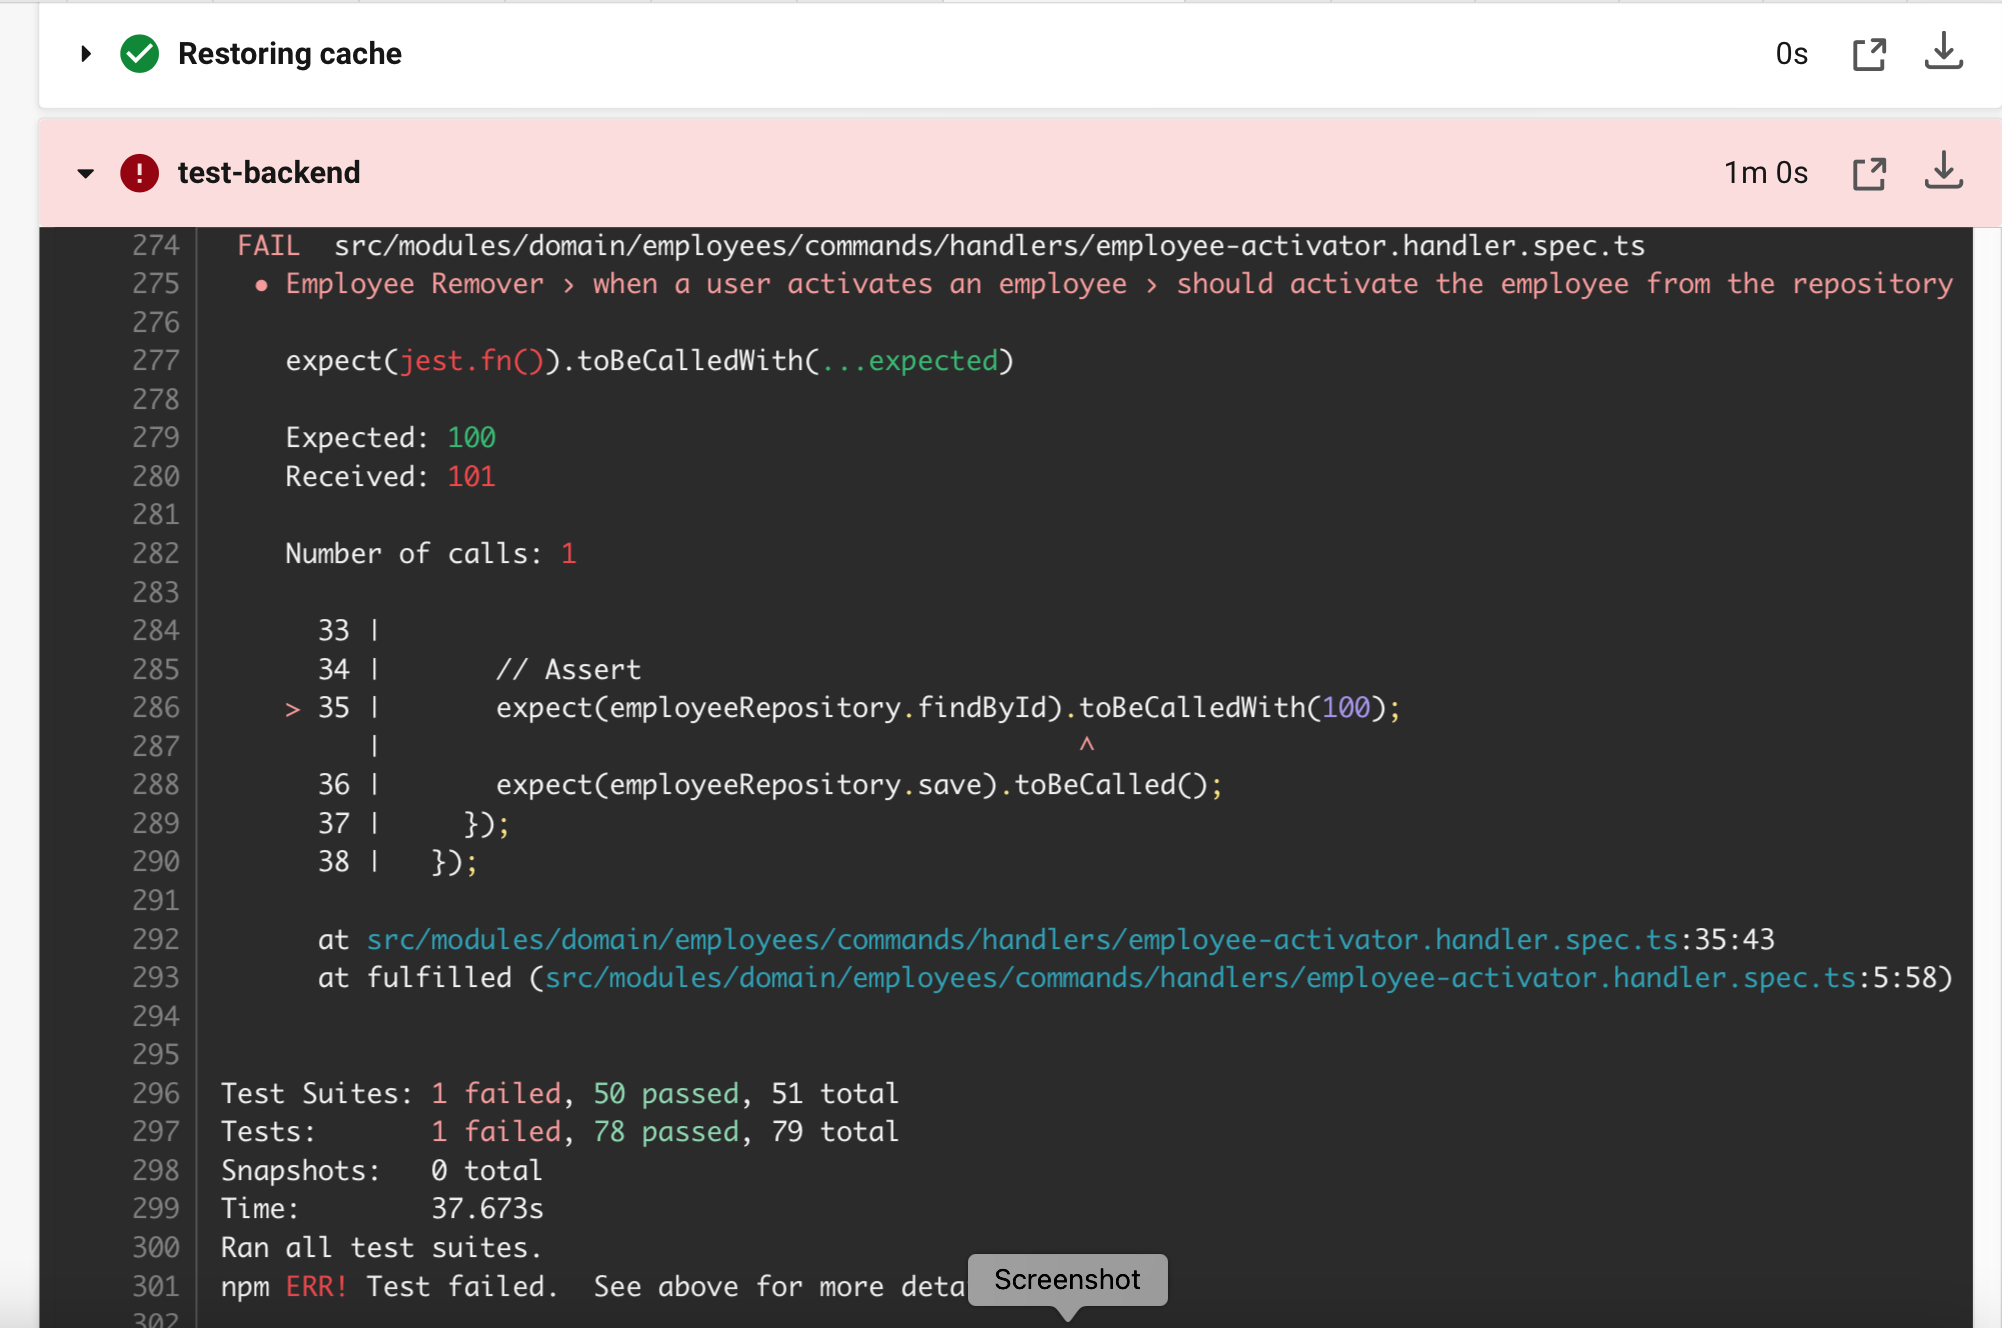 Restoring cache 0s
test-backend 1m 0s
274 FAIL src/modules/domain/employees/commands/handlers/employee-activator.handler.spec.ts
275 ● Employee Remover › when a user activates an employee › should activate the employee from the repository
276
277 expect(jest.fn()).toBeCalledWith(...expected)
278
279 Expected: 100
280 Received: 101
281
282 Number of calls: 1
283
284 33 |
285 34 | // Assert
286 > 35 | expect(employeeRepository.findById).toBeCalledWith(100);
287 | ^
288 36 | expect(employeeRepository.save).toBeCalled();
289 37 | });
290 38 | });
291
292 at src/modules/domain/employees/commands/handlers/employee-activator.handler.spec.ts:35:43
293 at fulfilled (src/modules/domain/employees/commands/handlers/employee-activator.handler.spec.ts:5:58)
294
295
296 Test Suites: 1 failed, 50 passed, 51 total
297 Tests: 1 failed, 78 passed, 79 total
298 Snapshots: 0 total
299 Time: 37.673s
300 Ran all test suites.
301 npm ERR! Test failed. See above for more deta
Screenshot
302